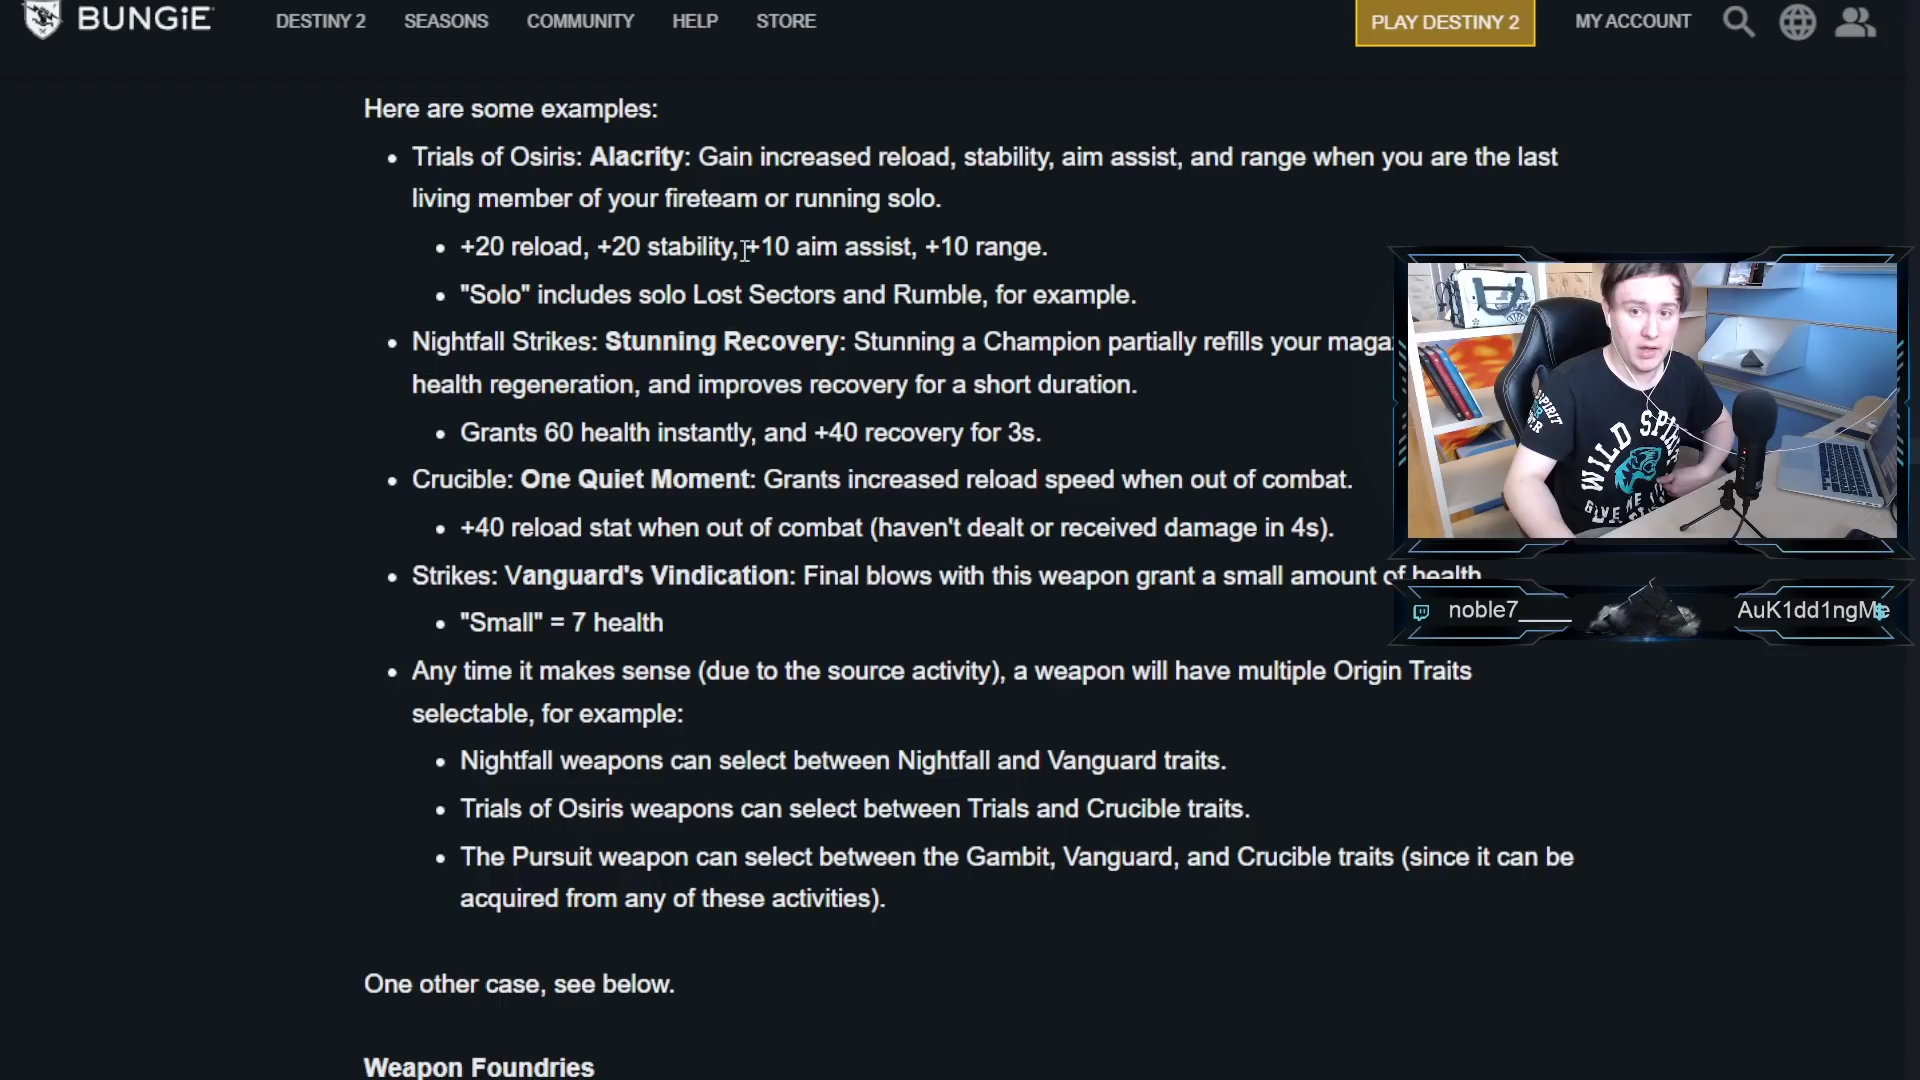 BUNGiE DESTINY 2 SEASONS COMMUNITY HELP STORE PLAY DESTINY 2 MY ACCOUNT
Here are some examples:
• Trials of Osiris: Alacrity: Gain increased reload, stability, aim assist, and range when you are the last
living member of your fireteam or running solo.
• +20 reload, +20 stability, +10 aim assist, +10 range.
• "Solo" includes solo Lost Sectors and Rumble, for example.
• Nightfall Strikes: Stunning Recovery: Stunning a Champion partially refills your
health regeneration, and improves recovery for a short duration.
• Grants 60 health instantly, and +40 recovery for 3s.
• Crucible: One Quiet Moment: Grants increased reload speed when out of combat.
• +40 reload stat when out of combat (haven't dealt or received damage in 4s).
• Strikes: Vanguard's Vindication: Final blows with this weapon grant a small amount of health
• "Small" = 7 health
• Any time it makes sense (due to the source activity), a weapon will have multiple Origin Traits
selectable, for example:
• Nightfall weapons can select between Nightfall and Vanguard traits.
• Trials of Osiris weapons can select between Trials and Crucible traits.
• The Pursuit weapon can select between the Gambit, Vanguard, and Crucible traits (since it can be
acquired from any of these activities).
One other case, see below.
Weapon Foundries
WILD SPIRIT
noble7____ AuK1dd1ngMe